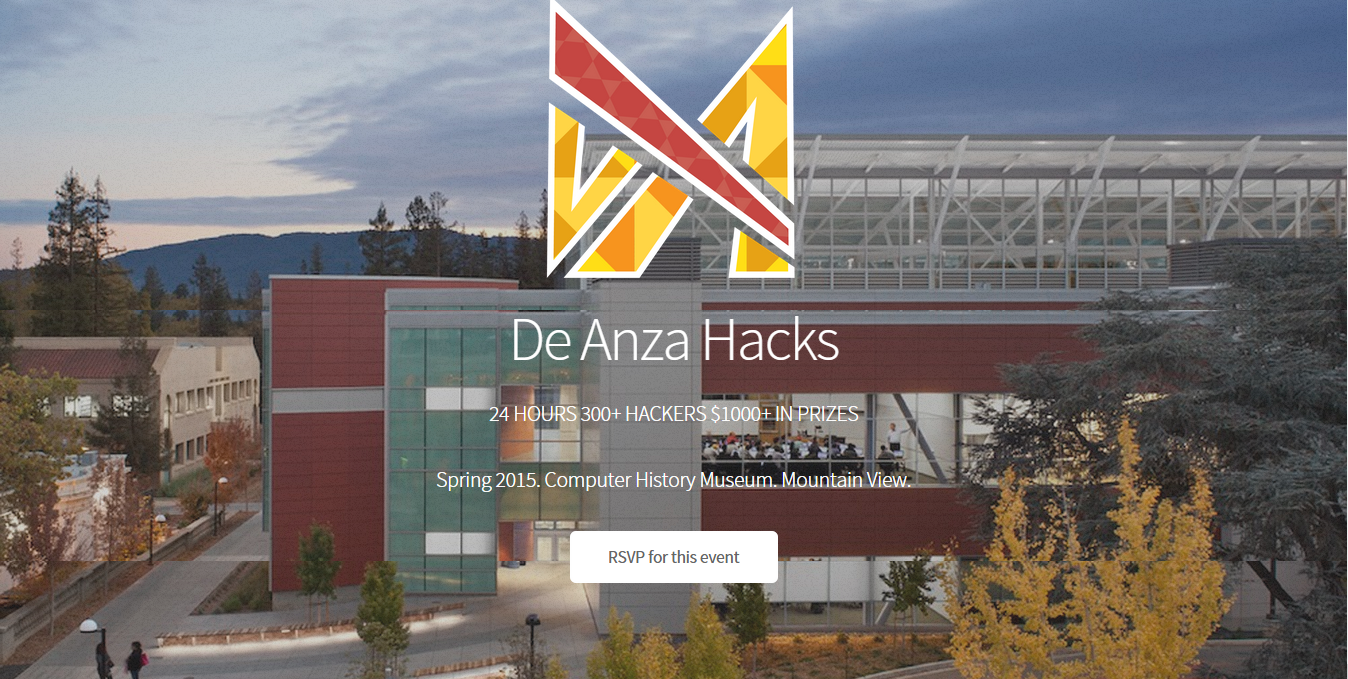 De Anza Hacks
24 HOURS 300+ HACKERS $1000+ IN PRIZES
Spring 2015. Computer History Museum. Mountain View.
RSVP for this event